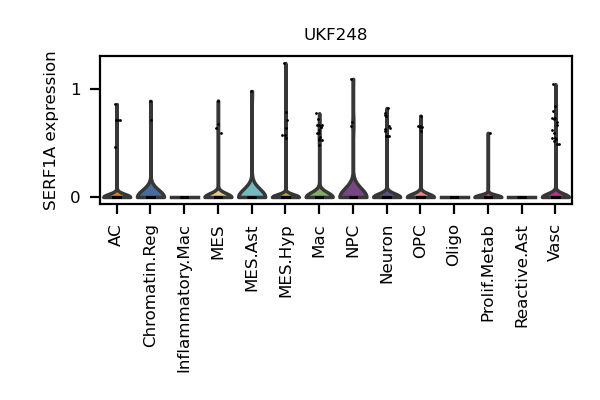 UKF248
SERF1A expression
1
0
AC
Chromatin.Reg
Inflammatory.Mac
MES
MES.Ast
MES.Hyp
Mac
NPC
Neuron
OPC
Oligo
Prolif.Metab
Reactive.Ast
Vasc